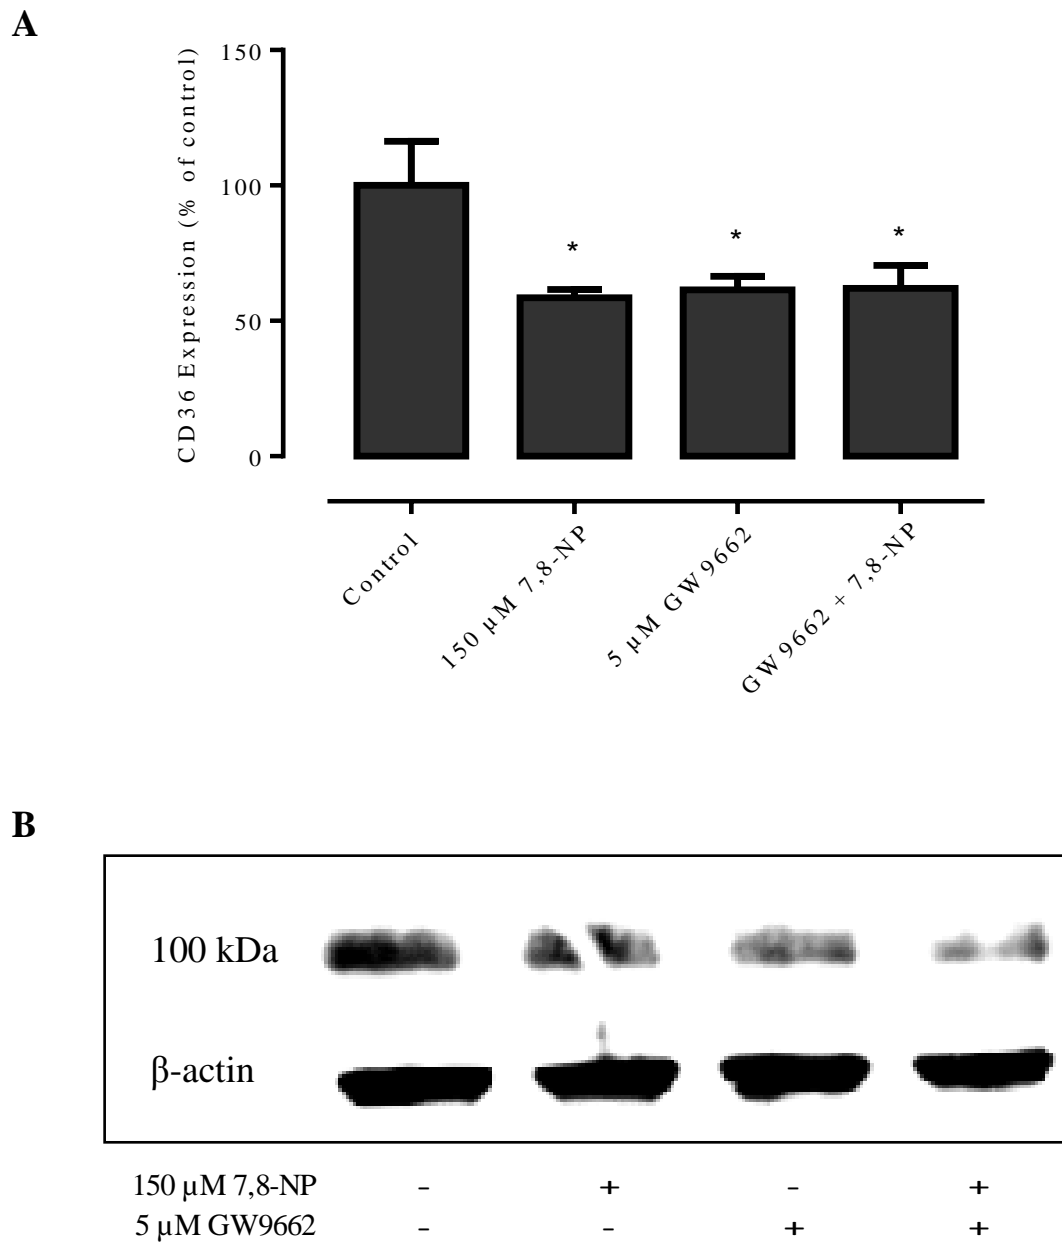 A
150
100
50
0
CD36 Expression (% of control)
*
*
*
Control
150 µM 7,8-NP
5 µM GW9662
GW9662 + 7,8-NP
B
100 kDa
β-actin
150 µM 7,8-NP - + - +
5 µM GW9662 - - + +